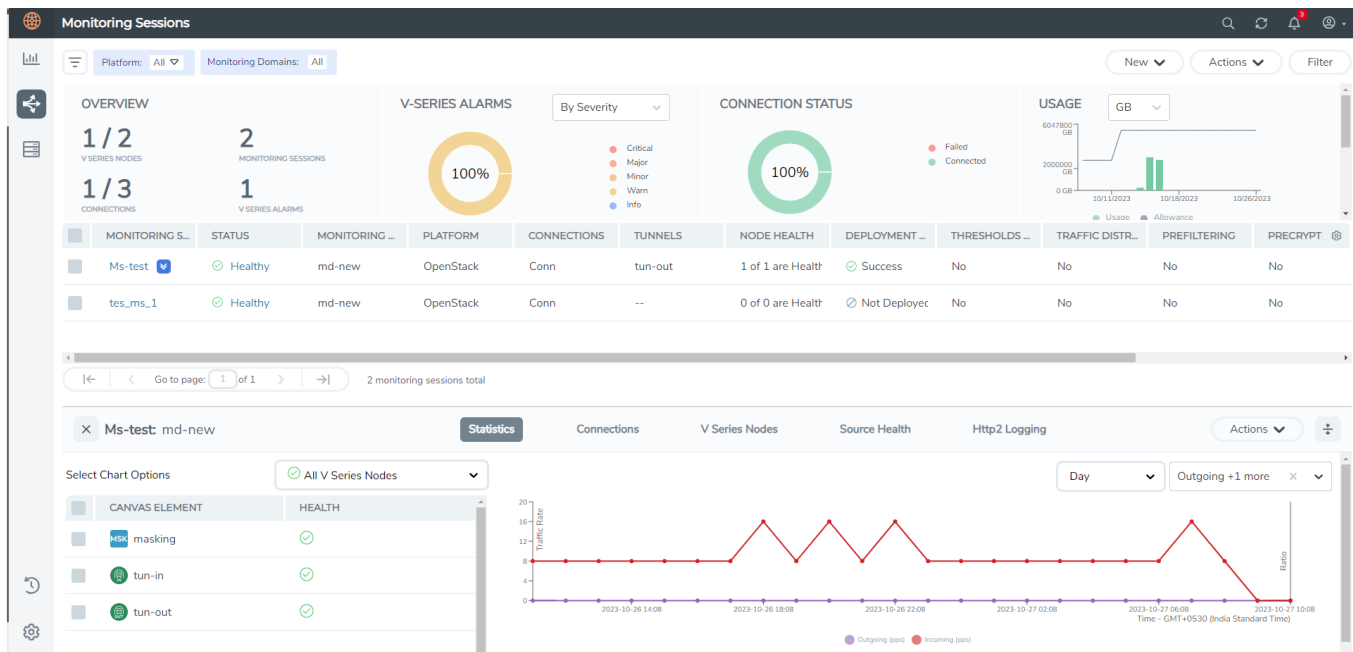 Monitoring Sessions
3
Platform: All
Monitoring Domains: All
New
Actions
Filter
OVERVIEW
1 / 2
V SERIES NODES
2
MONITORING SESSIONS
1 / 3
CONNECTIONS
1
V SERIES ALARMS
V-SERIES ALARMS
By Severity
100%
Critical
Major
Minor
Warn
Info
CONNECTION STATUS
100%
Failed
Connected
USAGE
GB
6047800
GB
2000000
GB
0 GB
10/11/2023 10/18/2023 10/26/2023
Usage Allowance
MONITORING S... STATUS MONITORING ... PLATFORM CONNECTIONS TUNNELS NODE HEALTH DEPLOYMENT ... THRESHOLDS ... TRAFFIC DISTR... PREFILTERING PRECRYPT
Ms-test Healthy md-new OpenStack Conn tun-out 1 of 1 are Health Success No No No No
tes_ms_1 Healthy md-new OpenStack Conn -- 0 of 0 are Health Not Deployec No No No No
Go to page: 1 of 1
2 monitoring sessions total
Ms-test: md-new
Statistics
Connections
V Series Nodes
Source Health
Http2 Logging
Actions
Select Chart Options
All V Series Nodes
Day
Outgoing +1 more
CANVAS ELEMENT HEALTH
MSK masking
IN tun-in
OUT tun-out
20
16
12
8
4
0
Traffic Rate
Ratio
2023-10-26 14:08 2023-10-26 18:08 2023-10-26 22:08 2023-10-27 02:08 2023-10-27 06:08 2023-10-27 10:08
Time - GMT+0530 (India Standard Time)
Outgoing (pps) Incoming (pps)